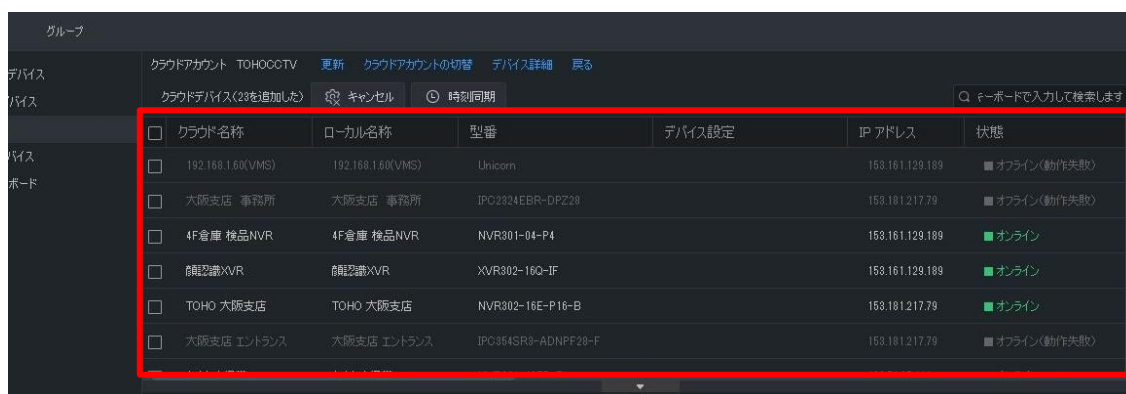 グループ
クラウドアカウント TOHOCCTV 更新 クラウドアカウントの切替 デバイス詳細 戻る
デバイス
クラウドデバイス(23を追加した) キャンセル 時刻同期 キーボードで入力して検索します
バイス
クラウド名称 ローカル名称 型番 デバイス設定 IP アドレス 状態
バイス
192.168.1.60(VMS) 192.168.1.60(VMS) Unicorn 153.161.129.189 オフライン(動作失敗)
ボード
大阪支店 事務所 大阪支店 事務所 IPC2324EBR-DPZ28 153.181.217.79 オフライン(動作失敗)
4F倉庫 検品NVR 4F倉庫 検品NVR NVR301-04-P4 153.161.129.189 オンライン
顔認識XVR 顔認識XVR XVR302-16Q-IF 153.161.129.189 オンライン
TOHO 大阪支店 TOHO 大阪支店 NVR302-16E-P16-B 153.181.217.79 オンライン
大阪支店 エントランス 大阪支店 エントランス IPC354SR3-ADNPF28-F 153.181.217.79 オフライン(動作失敗)